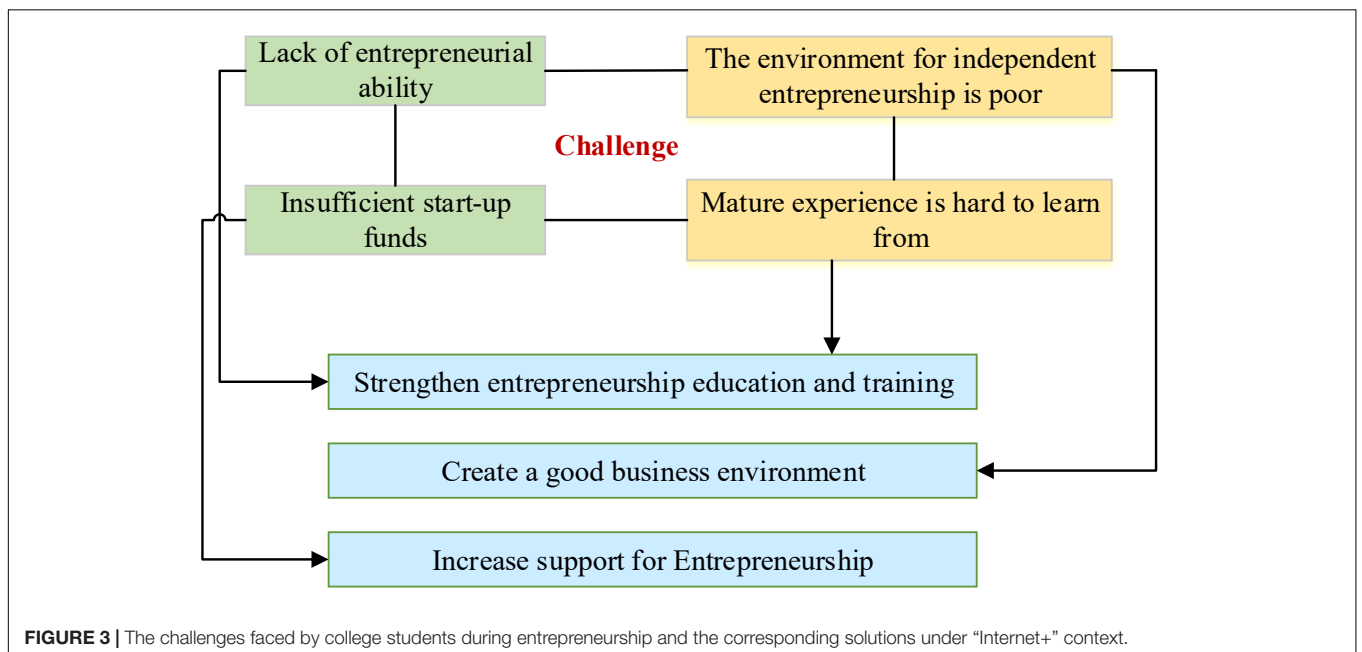 Lack of entrepreneurial
ability
The environment for independent
entrepreneurship is poor
Challenge
Insufficient start-up
funds
Mature experience is hard to learn
from
Strengthen entrepreneurship education and training
Create a good business environment
Increase support for Entrepreneurship
FIGURE 3 | The challenges faced by college students during entrepreneurship and the corresponding solutions under “Internet+” context.